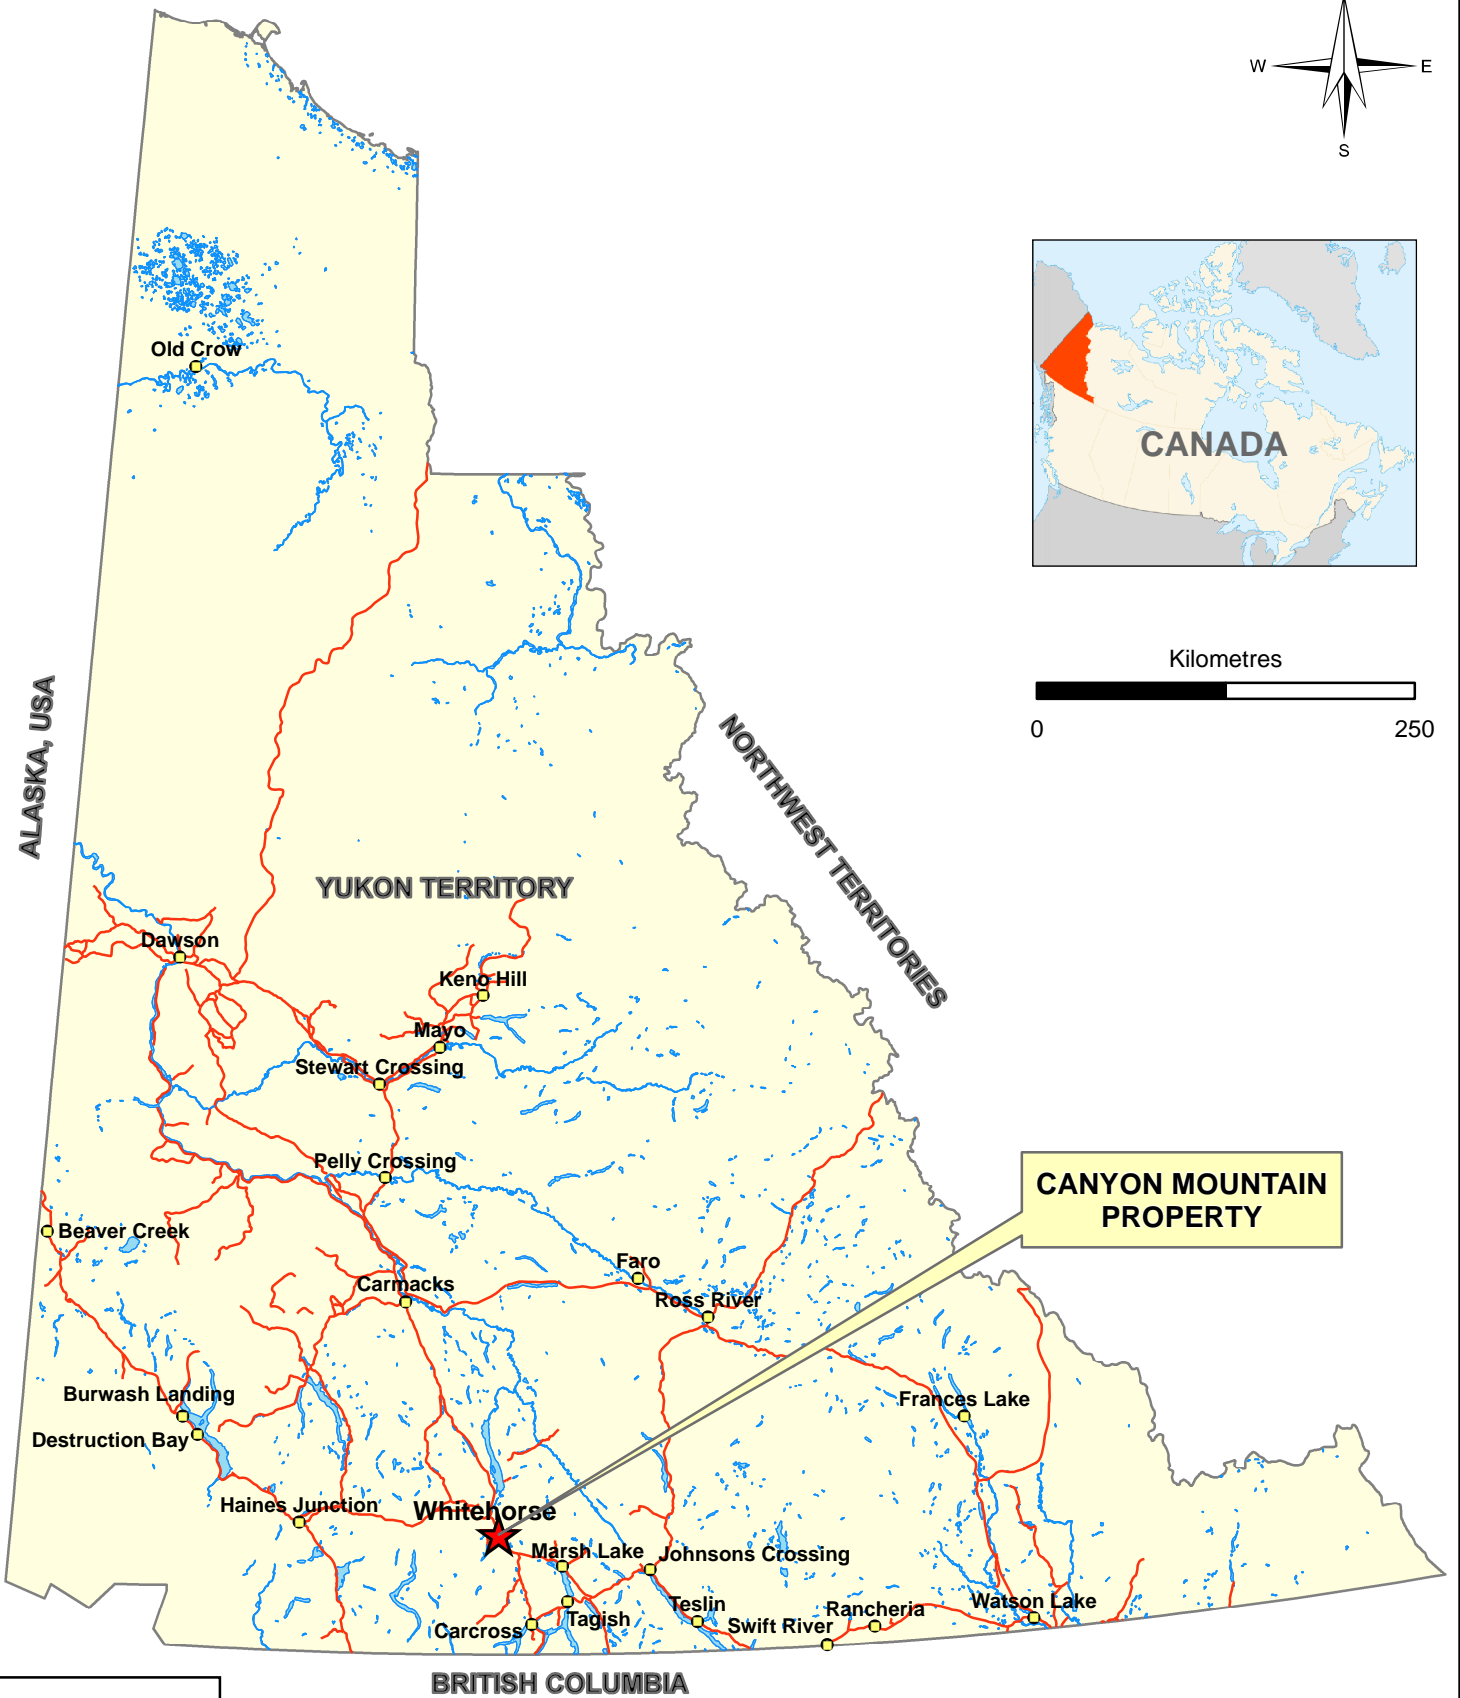 W
E
S
CANADA
Kilometres
0
250
Old Crow
ALASKA, USA
NORTHWEST TERRITORIES
YUKON TERRITORY
Dawson
Keno Hill
Mayo
Stewart Crossing
Pelly Crossing
CANYON MOUNTAIN
PROPERTY
Beaver Creek
Faro
Carmacks
Ross River
Burwash Landing
Frances Lake
Destruction Bay
Haines Junction
Whitehorse
Marsh Lake
Johnsons Crossing
Teslin
Tagish
Carcross
Swift River
Rancheria
Watson Lake
BRITISH COLUMBIA